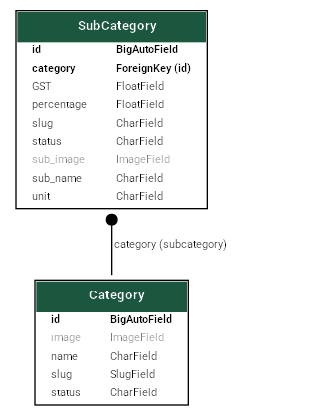 SubCategory
id BigAutoField
category ForeignKey (id)
GST FloatField
percentage FloatField
slug CharField
status CharField
sub_image ImageField
sub_name CharField
unit CharField
category (subcategory)
Category
id BigAutoField
image ImageField
name CharField
slug SlugField
status CharField